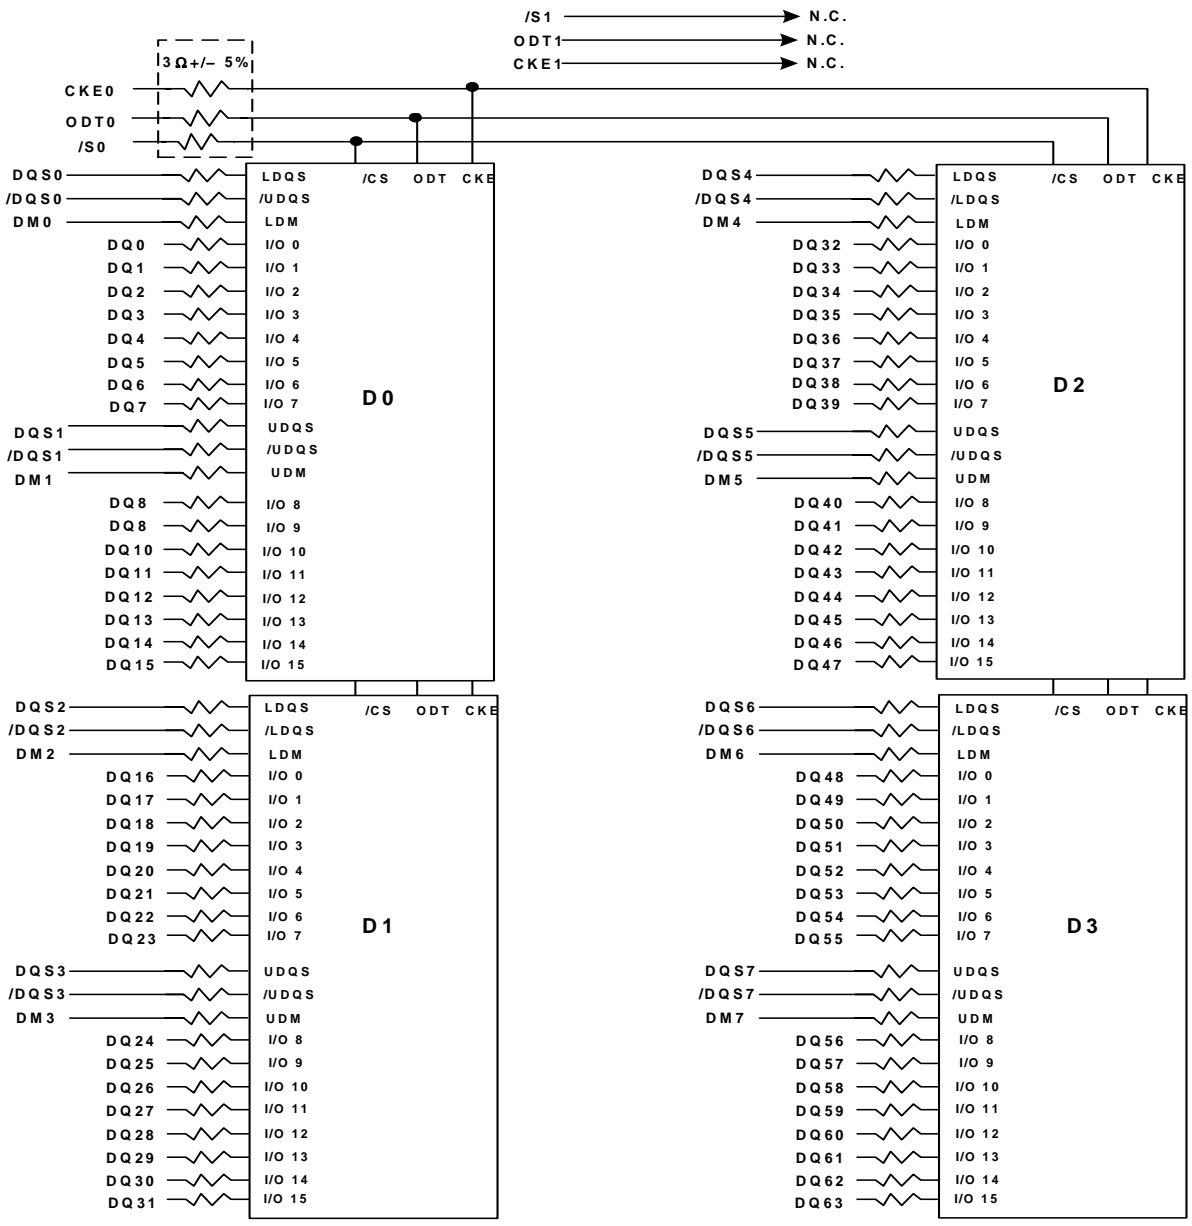 /S1 N.C.
ODT1 N.C.
CKE1 N.C.
3 Ω +/− 5%
CKE0
ODT0
/S0
/CS ODT CKE
DQS0 LDQS
/DQS0 /UDQS
DM0 LDM
DQ0 I/O 0
DQ1 I/O 1
DQ2 I/O 2
DQ3 I/O 3
DQ4 I/O 4
DQ5 I/O 5
DQ6 I/O 6
DQ7 I/O 7
D0
DQS1 UDQS
/DQS1 /UDQS
DM1 UDM
DQ8 I/O 8
DQ8 I/O 9
DQ10 I/O 10
DQ11 I/O 11
DQ12 I/O 12
DQ13 I/O 13
DQ14 I/O 14
DQ15 I/O 15
/CS ODT CKE
DQS4 LDQS
/DQS4 /LDQS
DM4 LDM
DQ32 I/O 0
DQ33 I/O 1
DQ34 I/O 2
DQ35 I/O 3
DQ36 I/O 4
DQ37 I/O 5
DQ38 I/O 6
DQ39 I/O 7
D2
DQS5 UDQS
/DQS5 /UDQS
DM5 UDM
DQ40 I/O 8
DQ41 I/O 9
DQ42 I/O 10
DQ43 I/O 11
DQ44 I/O 12
DQ45 I/O 13
DQ46 I/O 14
DQ47 I/O 15
/CS ODT CKE
DQS2 LDQS
/DQS2 /LDQS
DM2 LDM
DQ16 I/O 0
DQ17 I/O 1
DQ18 I/O 2
DQ19 I/O 3
DQ20 I/O 4
DQ21 I/O 5
DQ22 I/O 6
DQ23 I/O 7
D1
DQS3 UDQS
/DQS3 /UDQS
DM3 UDM
DQ24 I/O 8
DQ25 I/O 9
DQ26 I/O 10
DQ27 I/O 11
DQ28 I/O 12
DQ29 I/O 13
DQ30 I/O 14
DQ31 I/O 15
/CS ODT CKE
DQS6 LDQS
/DQS6 /LDQS
DM6 LDM
DQ48 I/O 0
DQ49 I/O 1
DQ50 I/O 2
DQ51 I/O 3
DQ52 I/O 4
DQ53 I/O 5
DQ54 I/O 6
DQ55 I/O 7
D3
DQS7 UDQS
/DQS7 /UDQS
DM7 UDM
DQ56 I/O 8
DQ57 I/O 9
DQ58 I/O 10
DQ59 I/O 11
DQ60 I/O 12
DQ61 I/O 13
DQ62 I/O 14
DQ63 I/O 15